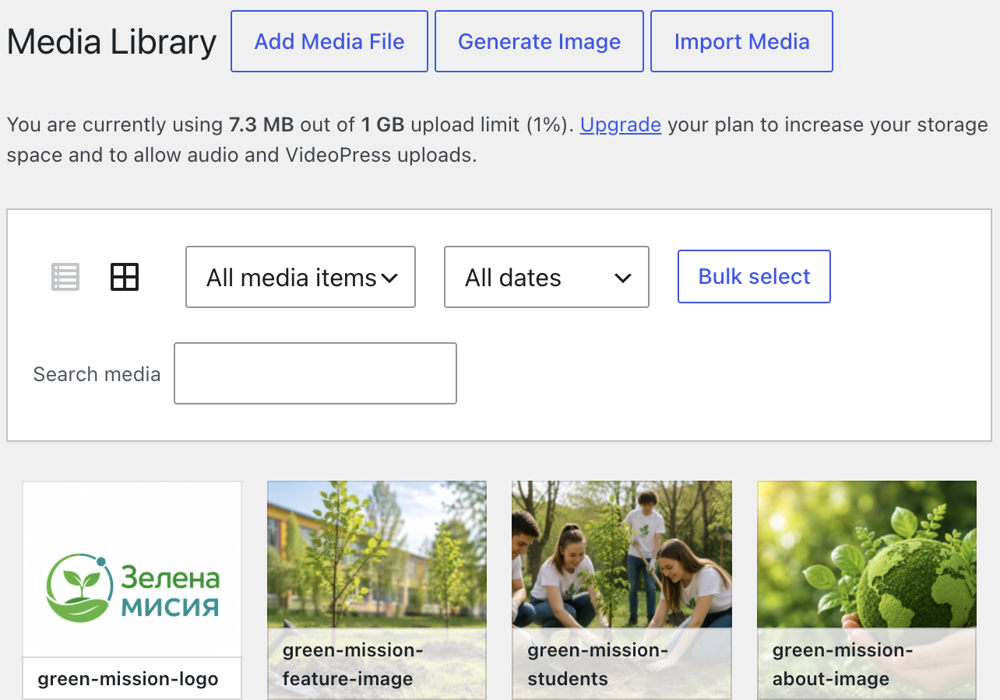 Media Library
Add Media File
Generate Image
Import Media
You are currently using 7.3 MB out of 1 GB upload limit (1%). Upgrade your plan to increase your storage
space and to allow audio and VideoPress uploads.
All media items
All dates
Bulk select
Search media
Зелена
МИСИЯ
green-mission-logo
green-mission-
feature-image
green-mission-
students
green-mission-
about-image